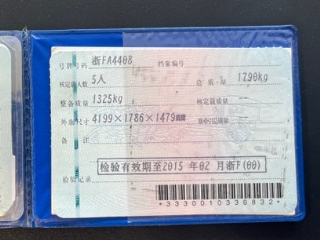 号牌号码 浙FA4408 档案编号
核定载人数 5人 总质量 1790kg
整备质量 1325kg 核定载质量
外廓尺寸 4199×1786×1479mm 准牵引总质量
备注
检验有效期至2015年02月浙F(00)
检验记录
*3330010330832*